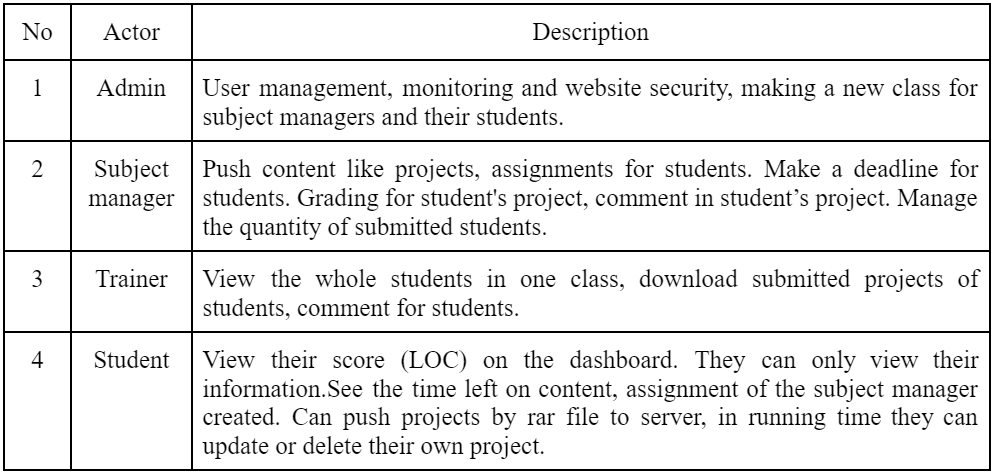 No Actor Description
1 Admin User management, monitoring and website security, making a new class for
subject managers and their students.
2 Subject Push content like projects, assignments for students. Make a deadline for
manager students. Grading for student's project, comment in student’s project. Manage
the quantity of submitted students.
3 Trainer View the whole students in one class, download submitted projects of
students, comment for students.
4 Student View their score (LOC) on the dashboard. They can only view their
information.See the time left on content, assignment of the subject manager
created. Can push projects by rar file to server, in running time they can
update or delete their own project.